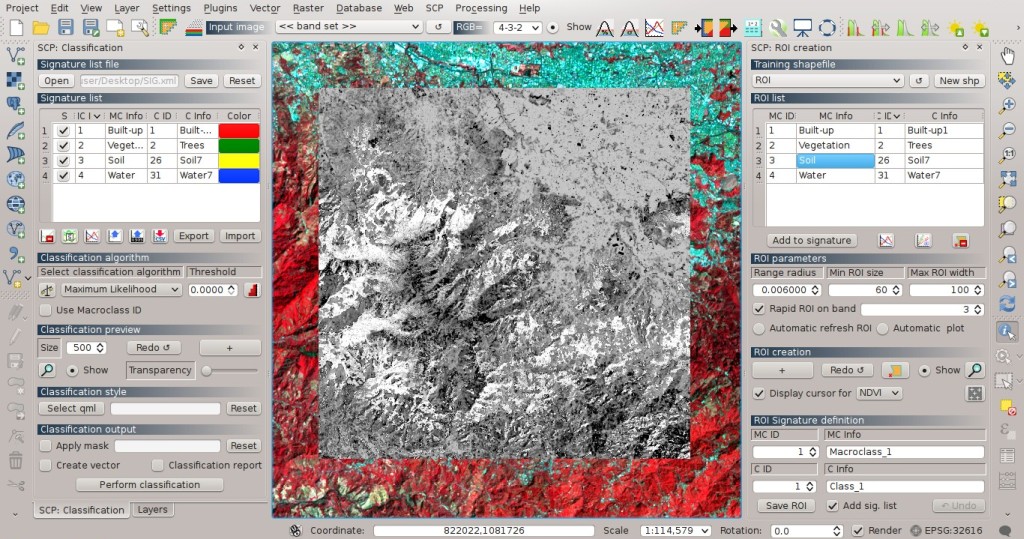 Project Edit View Layer Settings Plugins Vector Raster Database Web SCP Processing Help
Input image << band set >> RGB= 4-3-2 Show
SCP: Classification
Signature list file
Open user/Desktop/SIG.xml Save Reset
Signature list
S MC Info C ID C Info Color
1 1 Built-up 1 Built-...
2 2 Veget... 2 Trees
3 3 Soil 26 Soil7
4 4 Water 31 Water7
Export Import
Classification algorithm
Select classification algorithm Threshold
Maximum Likelihood 0.0000
Use Macroclass ID
Classification preview
Size 500 Redo ↺ +
Show Transparency
Classification style
Select qml Reset
Classification output
Apply mask Reset
Create vector Classification report
Perform classification
SCP: Classification Layers
SCP: ROI creation
Training shapefile
ROI New shp
ROI list
MC ID MC Info C Info
1 1 Built-up 1 Built-up1
2 2 Vegetation 2 Trees
3 3 Soil 26 Soil7
4 4 Water 31 Water7
Add to signature
ROI parameters
Range radius Min ROI size Max ROI width
0.006000 60 100
Rapid ROI on band 3
Automatic refresh ROI Automatic plot
ROI creation
+ Redo ↺ Show
Display cursor for NDVI
ROI Signature definition
MC ID MC Info
1 Macroclass_1
C ID C Info
1 Class_1
Save ROI Add sig. list Undo
Coordinate: 822022,1081726 Scale 1:114,579 Rotation: 0.0 Render EPSG:32616